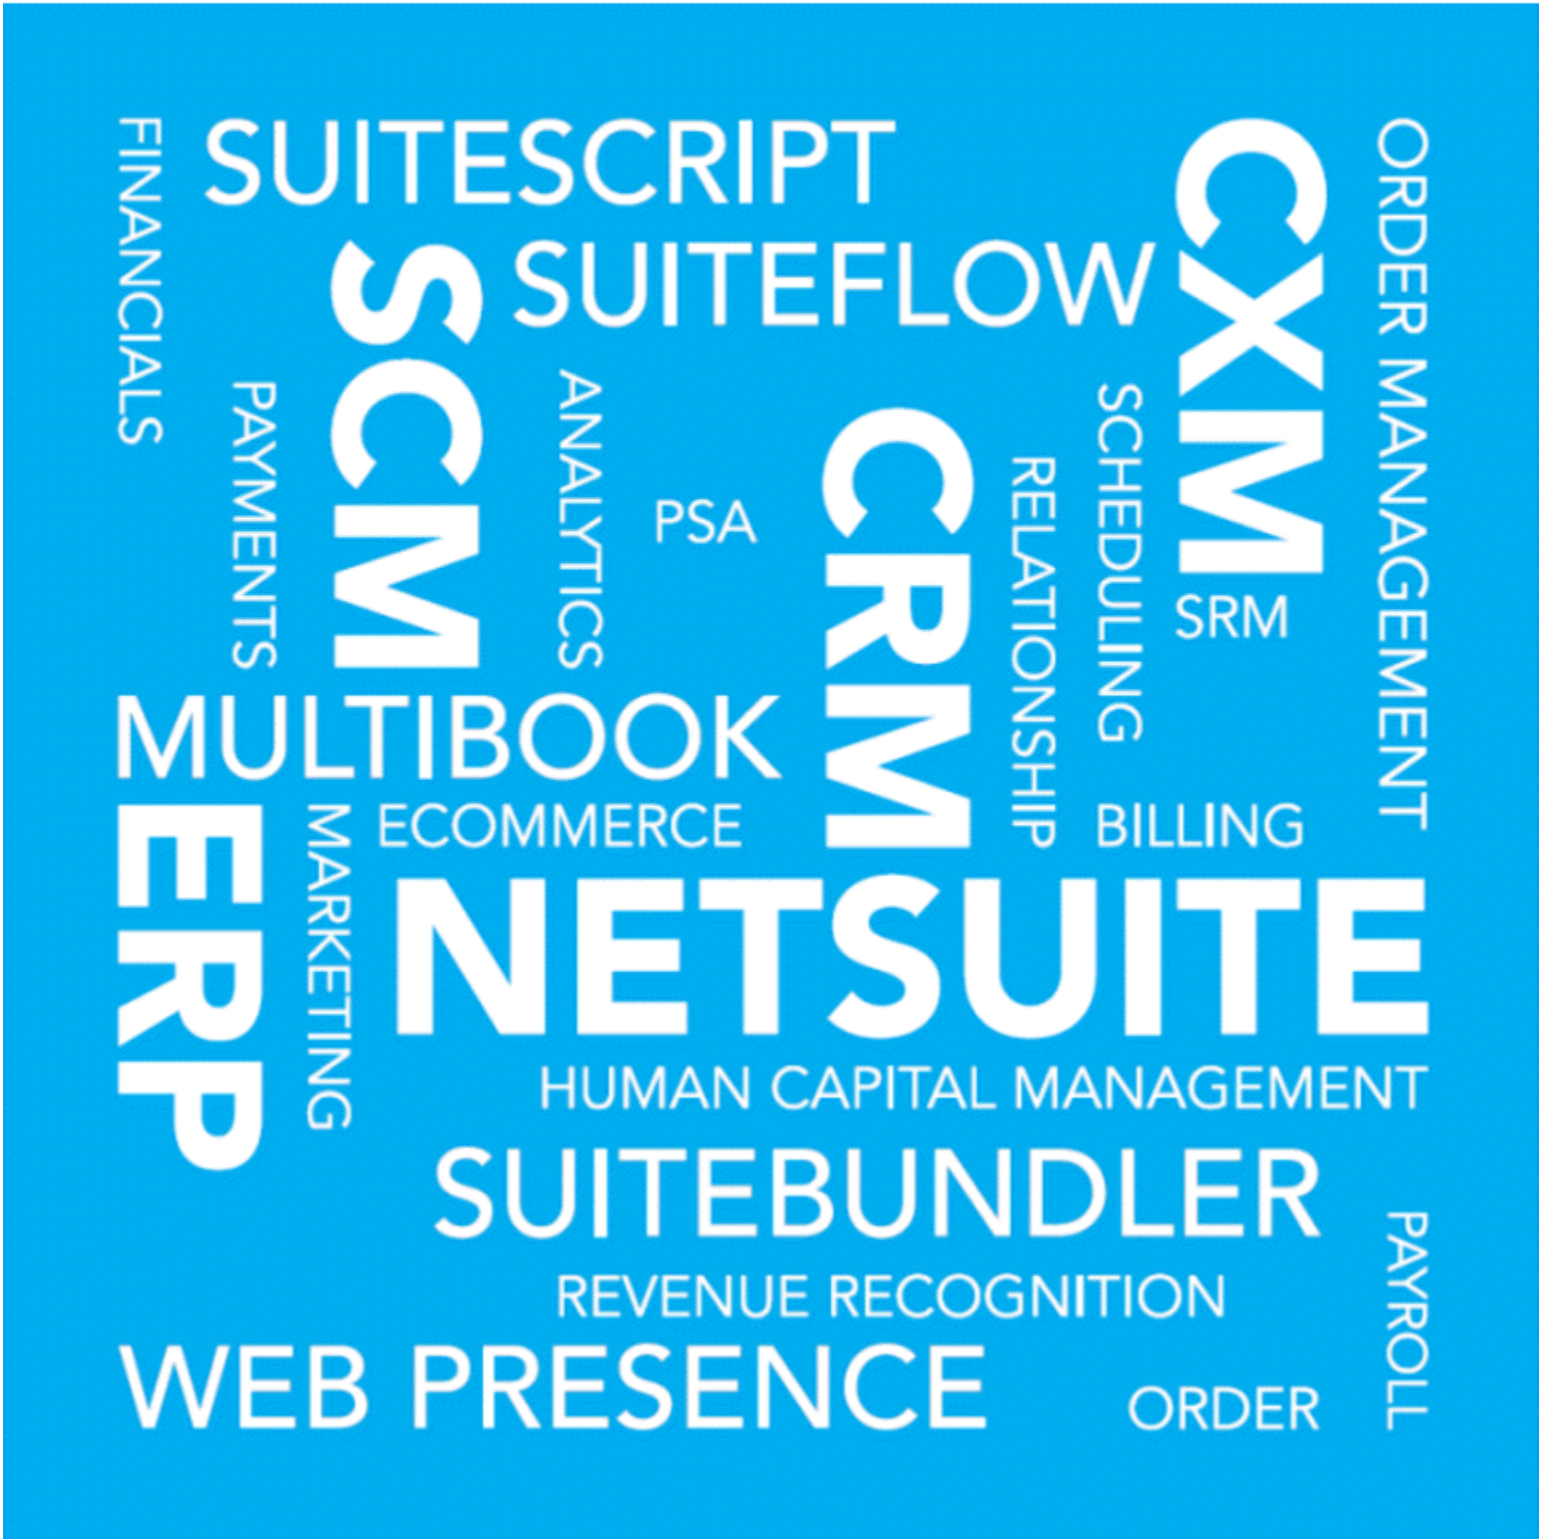 FINANCIALS
SUITESCRIPT
CXM
ORDER MANAGEMENT
SCM
SUITEFLOW
PAYMENTS
ANALYTICS
PSA
CRM
RELATIONSHIP
SCHEDULING
SRM
MULTIBOOK
ERP
MARKETING
ECOMMERCE
BILLING
NETSUITE
HUMAN CAPITAL MANAGEMENT
SUITEBUNDLER
PAYROLL
REVENUE RECOGNITION
WEB PRESENCE
ORDER